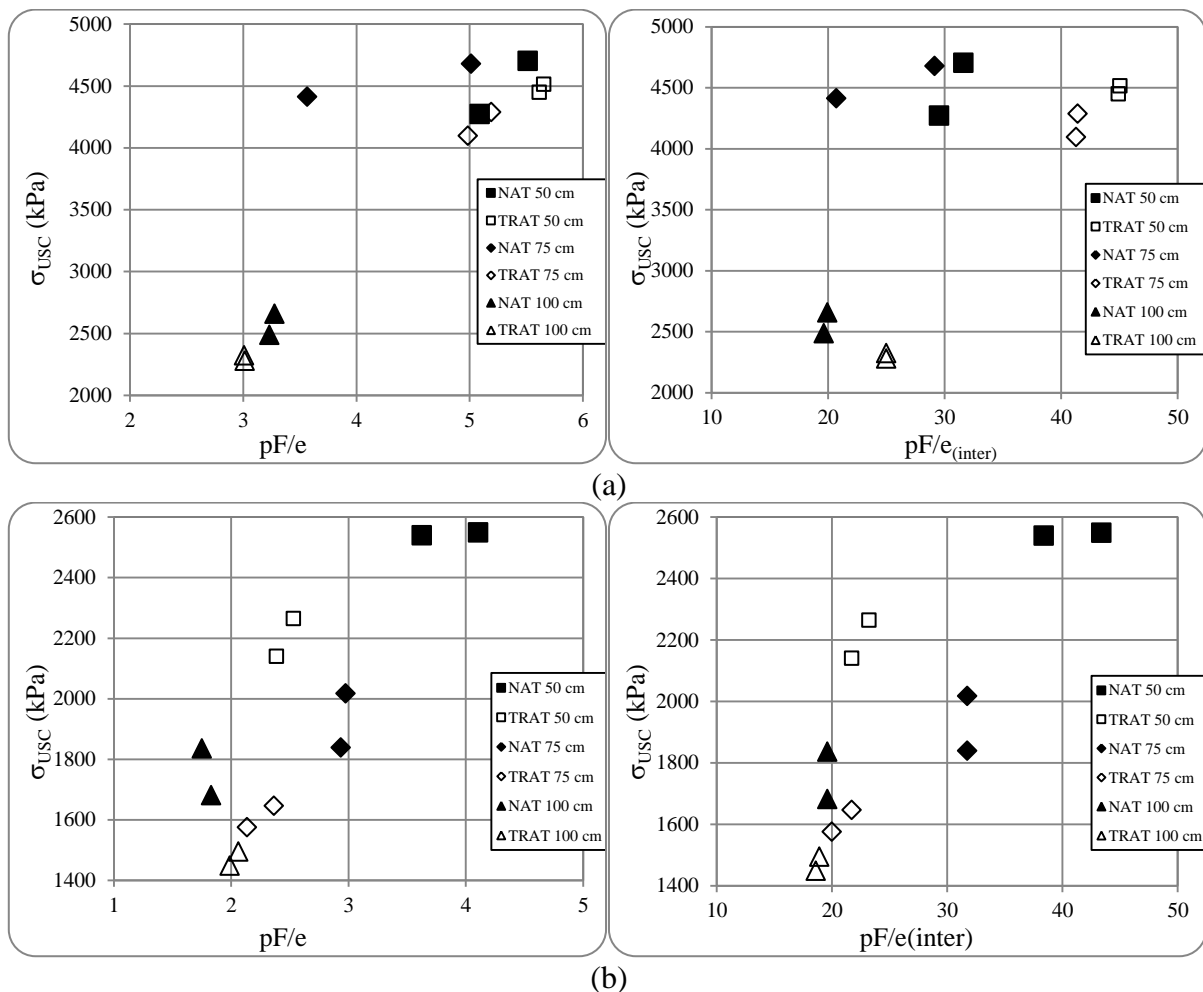 5000
4500
4000
3500
3000
2500
2000
σUSC (kPa)
2
3
4
5
6
pF/e
NAT 50 cm
TRAT 50 cm
NAT 75 cm
TRAT 75 cm
NAT 100 cm
TRAT 100 cm
5000
4500
4000
3500
3000
2500
2000
σUSC (kPa)
10
20
30
40
50
pF/e(inter)
NAT 50 cm
TRAT 50 cm
NAT 75 cm
TRAT 75 cm
NAT 100 cm
TRAT 100 cm
(a)
2600
2400
2200
2000
1800
1600
1400
σUSC (kPa)
1
2
3
4
5
pF/e
NAT 50 cm
TRAT 50 cm
NAT 75 cm
TRAT 75 cm
NAT 100 cm
TRAT 100 cm
2600
2400
2200
2000
1800
1600
1400
σUSC (kPa)
10
20
30
40
50
pF/e(inter)
NAT 50 cm
TRAT 50 cm
NAT 75 cm
TRAT 75 cm
NAT 100 cm
TRAT 100 cm
(b)